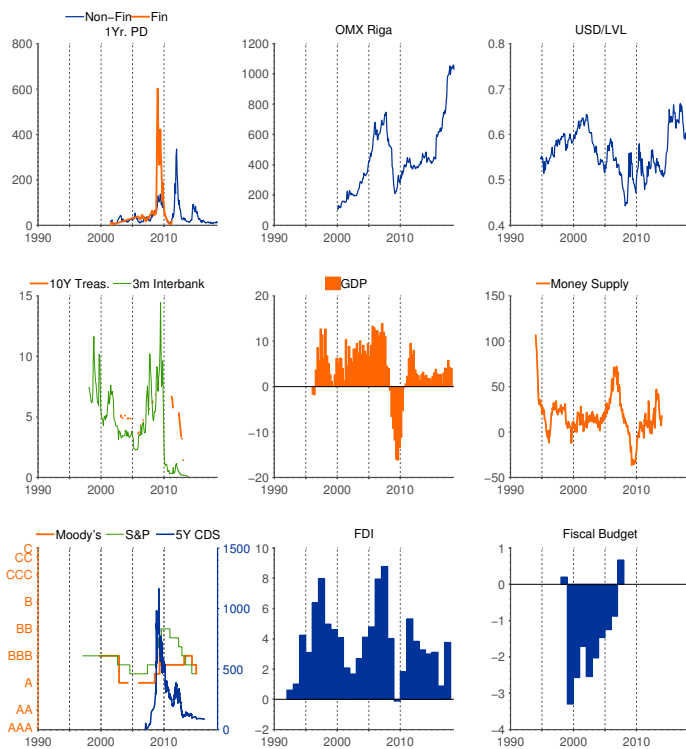 Non−Fin Fin
1Yr. PD
OMX Riga
USD/LVL
800
600
400
200
0
1990 2000 2010
1200
1000
800
600
400
200
0
1990 2000 2010
0.8
0.7
0.6
0.5
0.4
1990 2000 2010
10Y Treas. 3m Interbank
GDP
Money Supply
15
10
5
0
1990 2000 2010
20
10
0
−10
−20
1990 2000 2010
150
100
50
0
−50
1990 2000 2010
Moody's S&P 5Y CDS
FDI
Fiscal Budget
C
CC
CCC
B
BB
BBB
A
AA
AAA
1500
1000
500
0
1990 2000 2010
10
8
6
4
2
0
−2
1990 2000 2010
1
0
−1
−2
−3
−4
1990 2000 2010